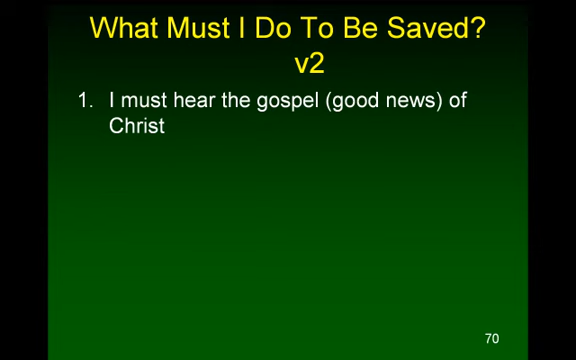 What Must I Do To Be Saved?
v2
1. I must hear the gospel (good news) of
Christ
70